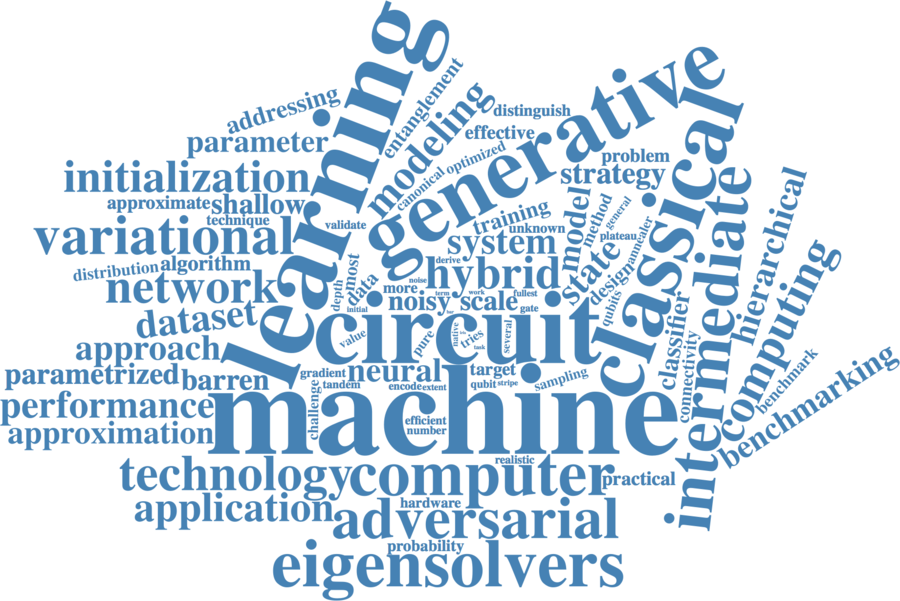 learning
addressing
entanglement
modeling
distinguish
generative
classical
parameter
effective
canonical
optimized
problem
initialization
strategy
approximate
shallow
technique
validate
training
unknown
model
method
general
plateau
annealer
intermediate
hierarchical
variational
system
state
design
distribution
algorithm
derive
hybrid
most
data
depth
initial
more
noise
term
work
noisy
scale
fullest
gate
qubits
computing
network
dataset
circuit
value
pure
native
tries
task
several
classifier
connectivity
benchmark
benchmarking
approach
parametrized
barren
gradient
tandem
neural
encode
extent
target
qubit
stripe
sampling
performance
machine
challenge
efficient
number
approximation
realistic
technology
computer
practical
application
hardware
adversarial
probability
eigensolvers